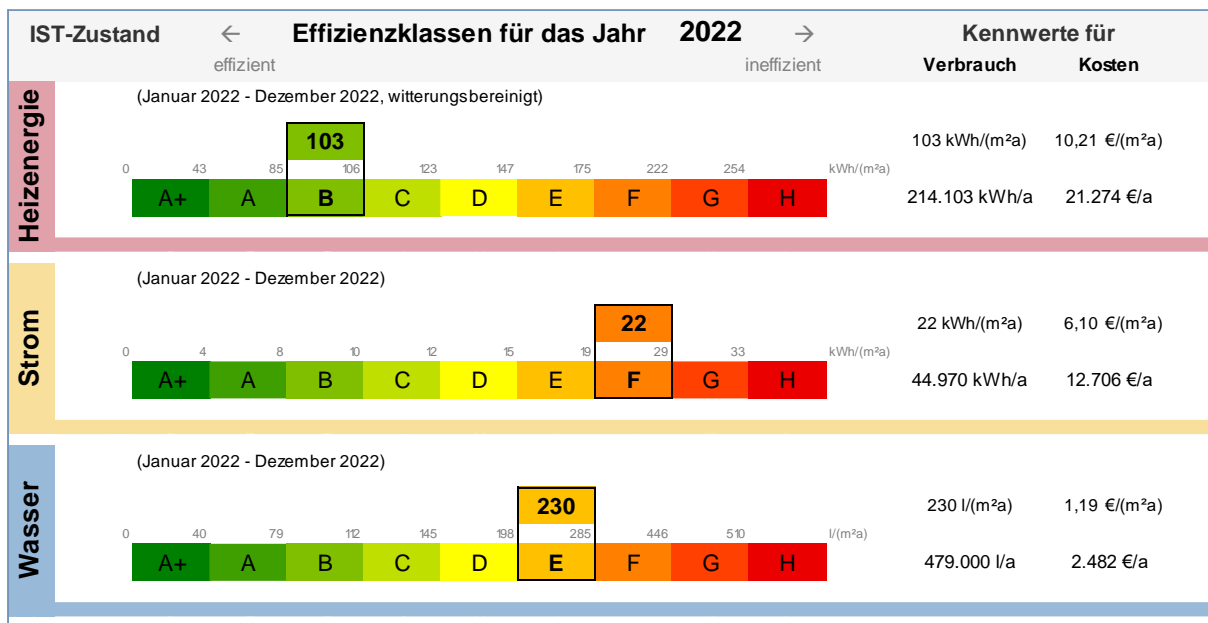 IST-Zustand ← Effizienzklassen für das Jahr 2022 → Kennwerte für
effizient ineffizient Verbrauch Kosten
Heizenergie
(Januar 2022 - Dezember 2022, witterungsbereinigt)
103 103 kWh/(m²a) 10,21 €/(m²a)
0 43 85 106 123 147 175 222 254 kWh/(m²a)
A+ A B C D E F G H 214.103 kWh/a 21.274 €/a
Strom
(Januar 2022 - Dezember 2022)
22 22 kWh/(m²a) 6,10 €/(m²a)
0 4 8 10 12 15 19 29 33 kWh/(m²a)
A+ A B C D E F G H 44.970 kWh/a 12.706 €/a
Wasser
(Januar 2022 - Dezember 2022)
230 230 l/(m²a) 1,19 €/(m²a)
0 40 79 112 145 198 285 446 510 l/(m²a)
A+ A B C D E F G H 479.000 l/a 2.482 €/a